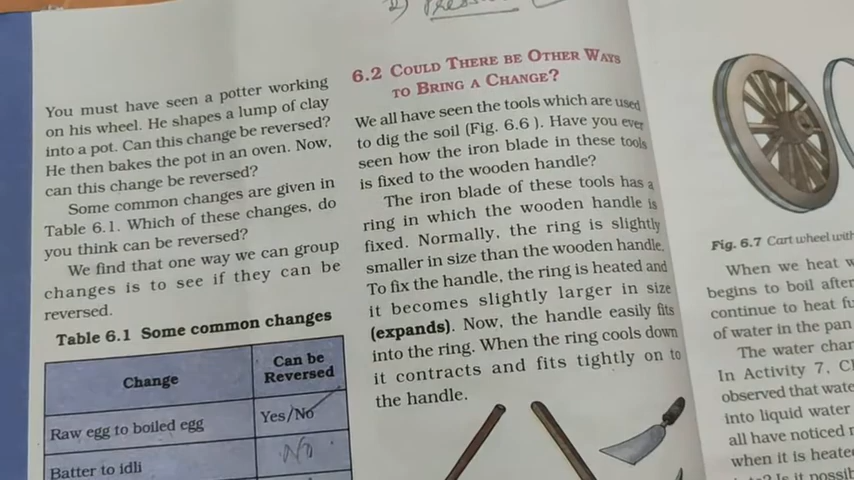 You must have seen a potter working
on his wheel. He shapes a lump of clay
into a pot. Can this change be reversed?
He then bakes the pot in an oven. Now,
can this change be reversed?
Some common changes are given in
Table 6.1. Which of these changes, do
you think can be reversed?
We find that one way we can group
changes is to see if they can be
reversed.
Table 6.1 Some common changes
Change
Can be
Reversed
Raw egg to boiled egg
Yes/No
Batter to idli
No
6.2 COULD THERE BE OTHER WAYS
TO BRING A CHANGE?
We all have seen the tools which are used
to dig the soil (Fig. 6.6 ). Have you ever
seen how the iron blade in these tools
is fixed to the wooden handle?
The iron blade of these tools has a
ring in which the wooden handle is
fixed. Normally, the ring is slightly
smaller in size than the wooden handle.
To fix the handle, the ring is heated and
it becomes slightly larger in size
(expands). Now, the handle easily fits
into the ring. When the ring cools down
it contracts and fits tightly on to
the handle.
Fig. 6.7 Cart wheel with
When we heat
begins to boil after
continue to heat
of water in the pan
The water
In Activity 7,
observed that
into liquid water
all have noticed
when it is